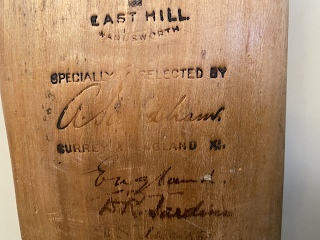 EAST HILL
WANDSWORTH
SPECIALLY SELECTED BY
SURREY & ENGLAND XI.
England.
D.R. Jardine